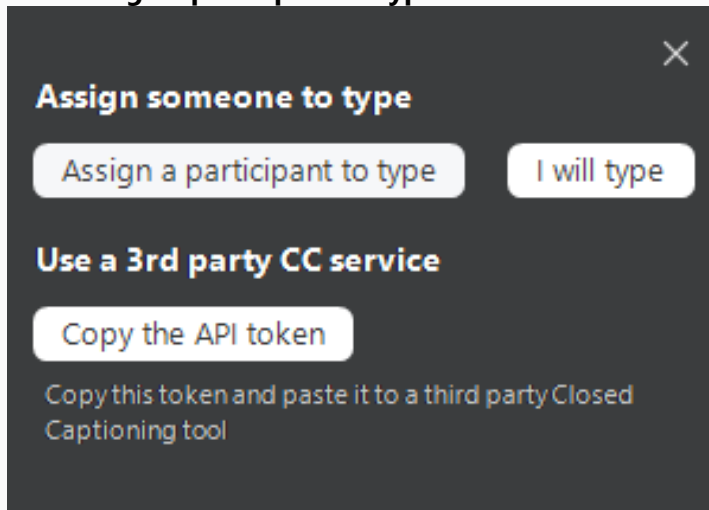 Assign someone to type
Assign a participant to type I will type
Use a 3rd party CC service
Copy the API token
Copy this token and paste it to a third party Closed
Captioning tool